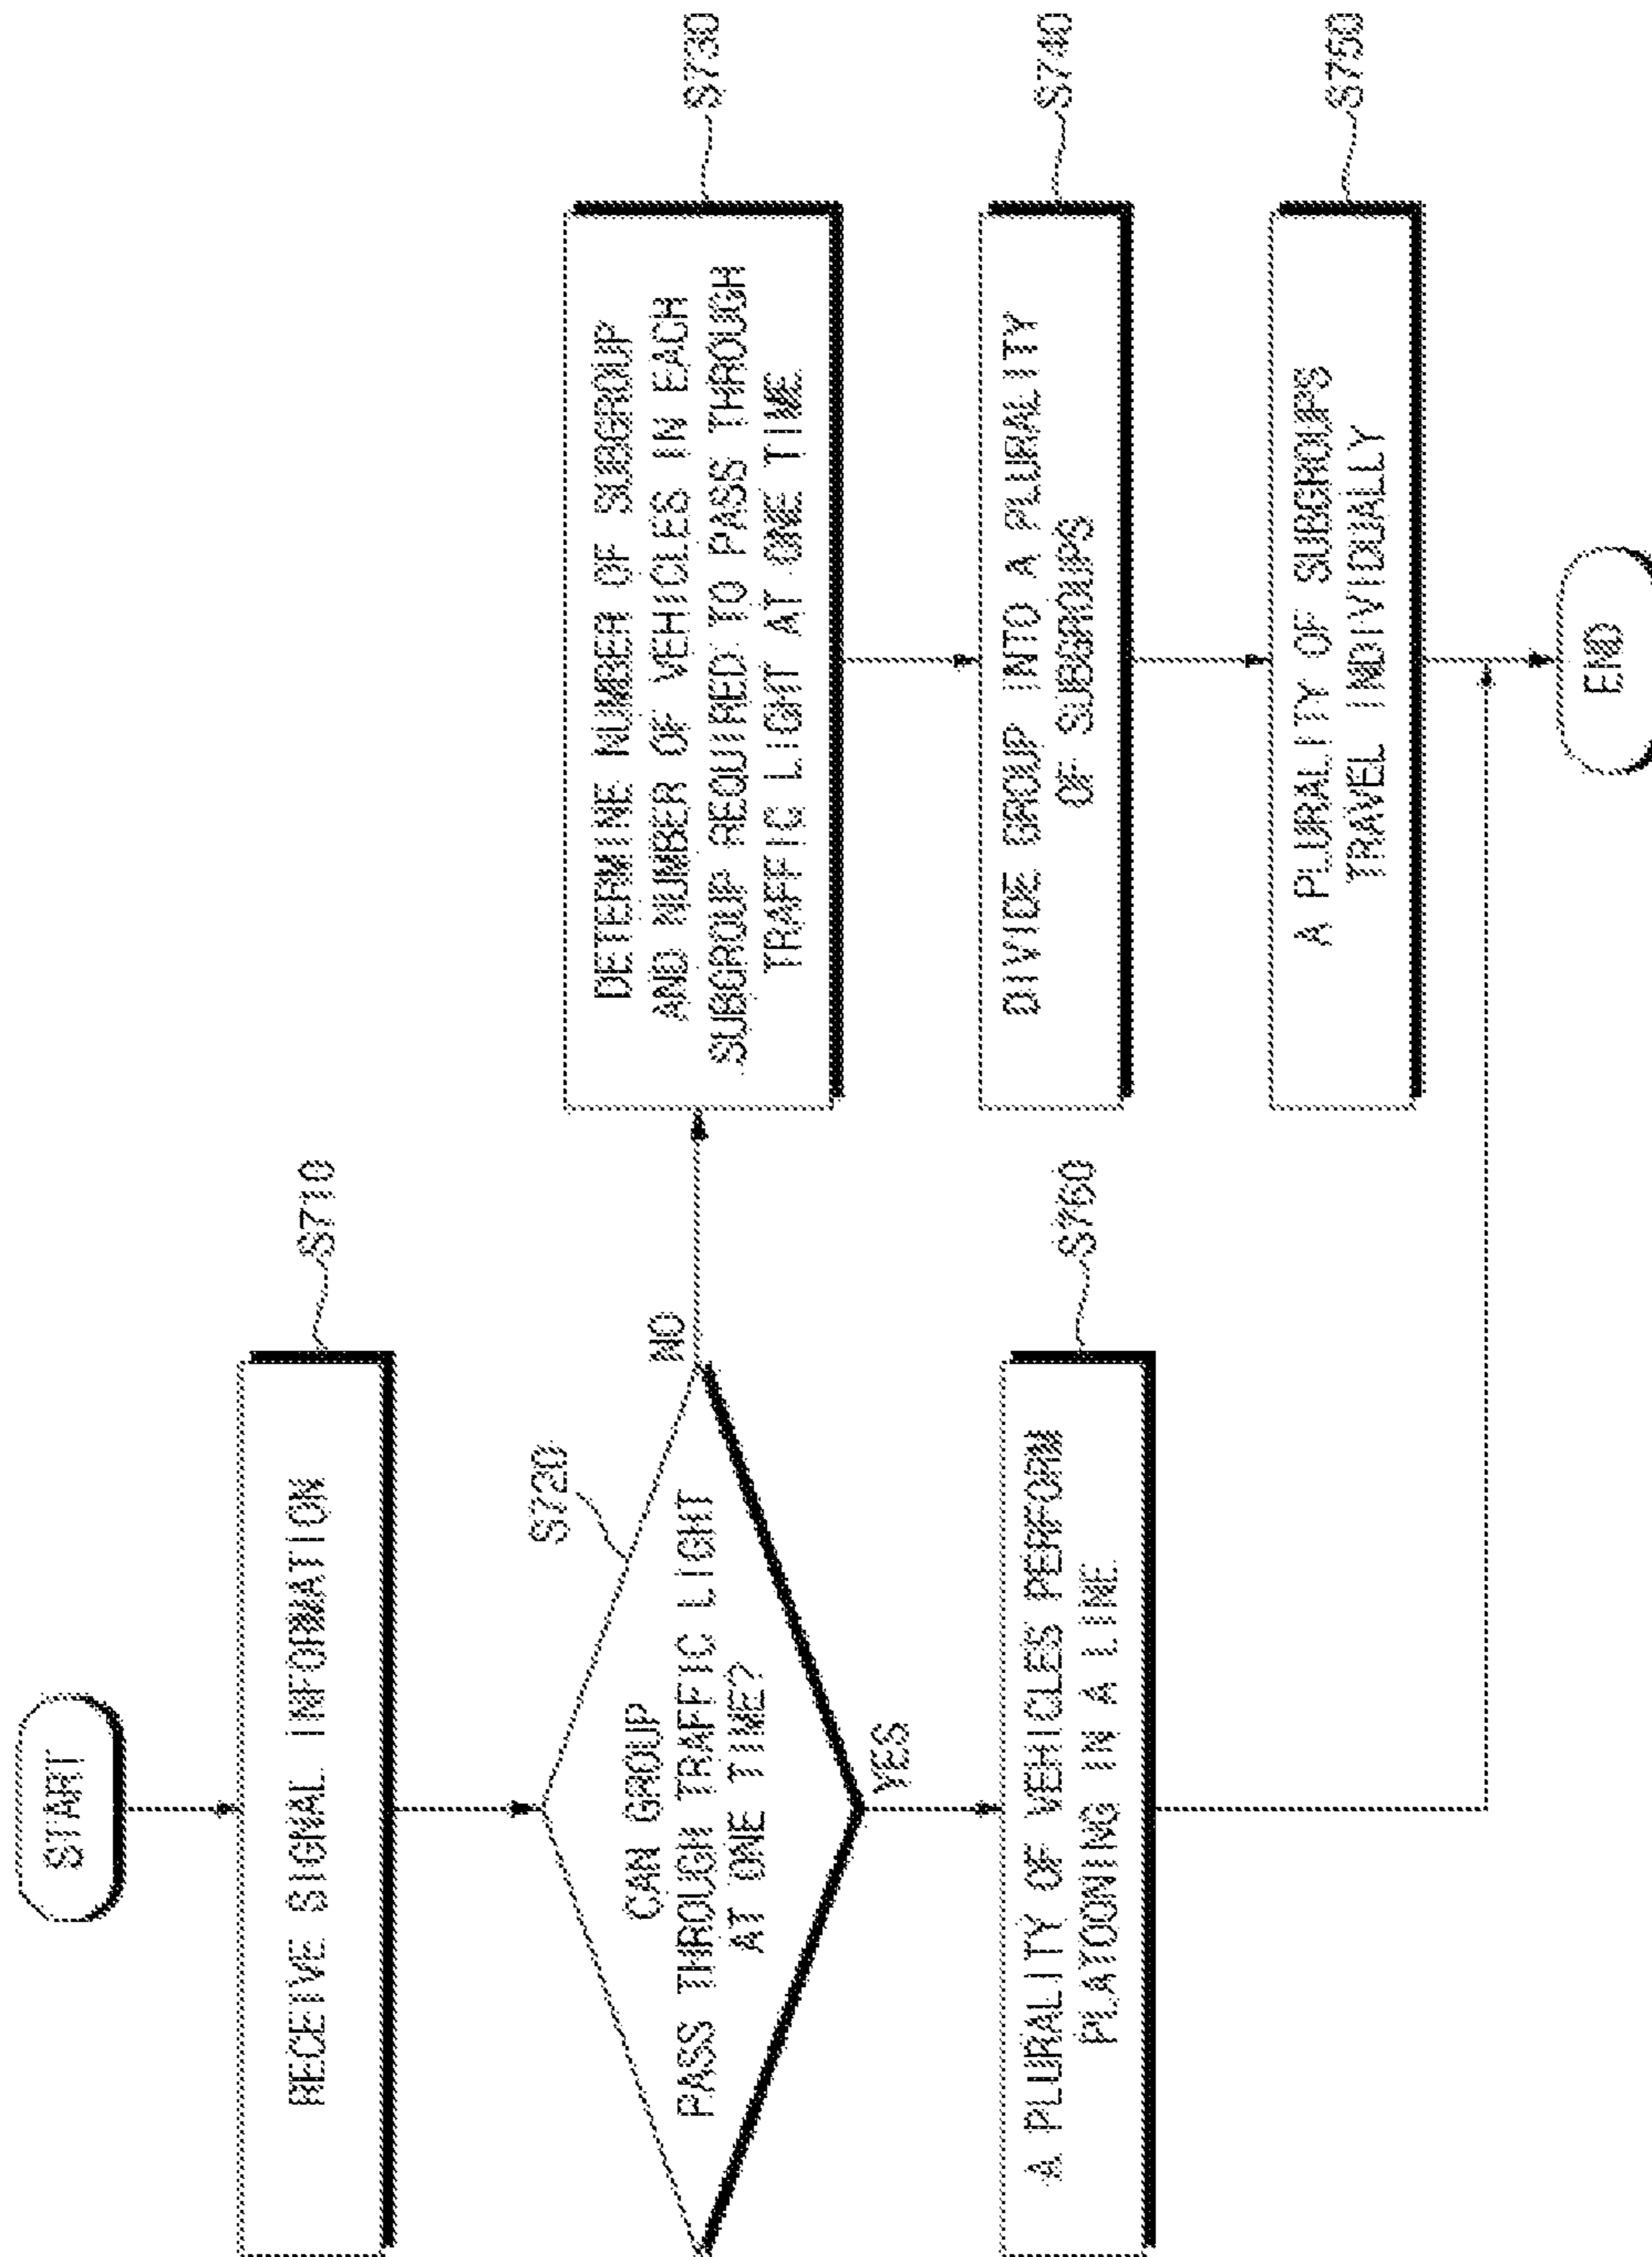 START
RECEIVE SIGNAL INFORMATION
S710
CAN GROUP
PASS THROUGH TRAFFIC LIGHT
AT ONE TIME?
S720
NO
YES
DETERMINE NUMBER OF SUBGROUP
AND NUMBER OF VEHICLES IN EACH
SUBGROUP REQUIRED TO PASS THROUGH
TRAFFIC LIGHT AT ONE TIME
S730
DIVIDE GROUP INTO A PLURALITY
OF SUBGROUPS
S740
A PLURALITY OF SUBGROUPS
TRAVEL INDIVIDUALLY
S750
A PLURALITY OF VEHICLES PERFORM
PLATOONING IN A LINE
S760
END